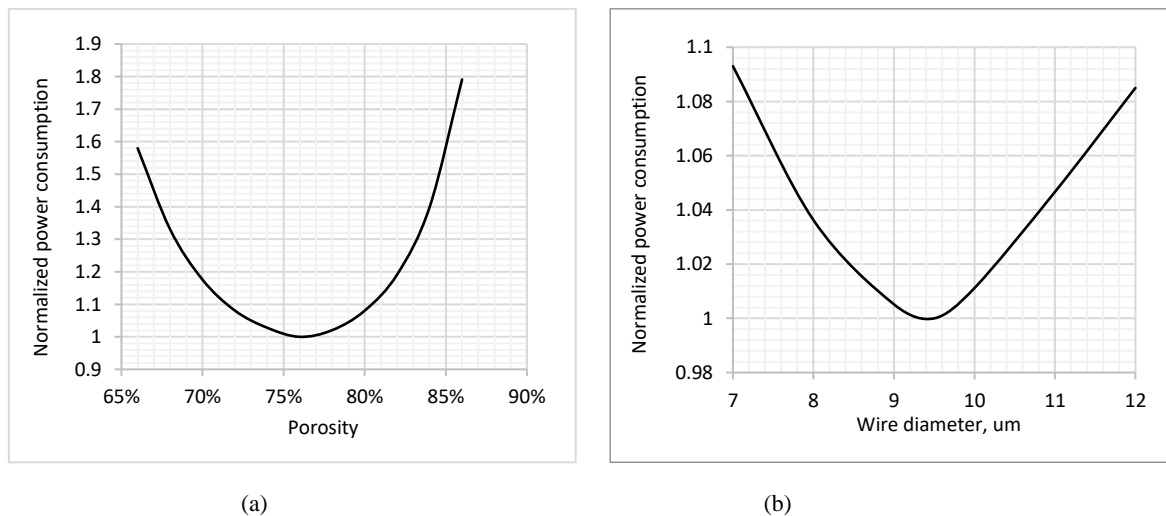 1.9
1.8
1.7
1.6
1.5
1.4
1.3
1.2
1.1
1
0.9
Normalized power consumption
65% 70% 75% 80% 85% 90%
Porosity
(a)
1.1
1.08
1.06
1.04
1.02
1
0.98
Normalized power consumption
7 8 9 10 11 12
Wire diameter, um
(b)